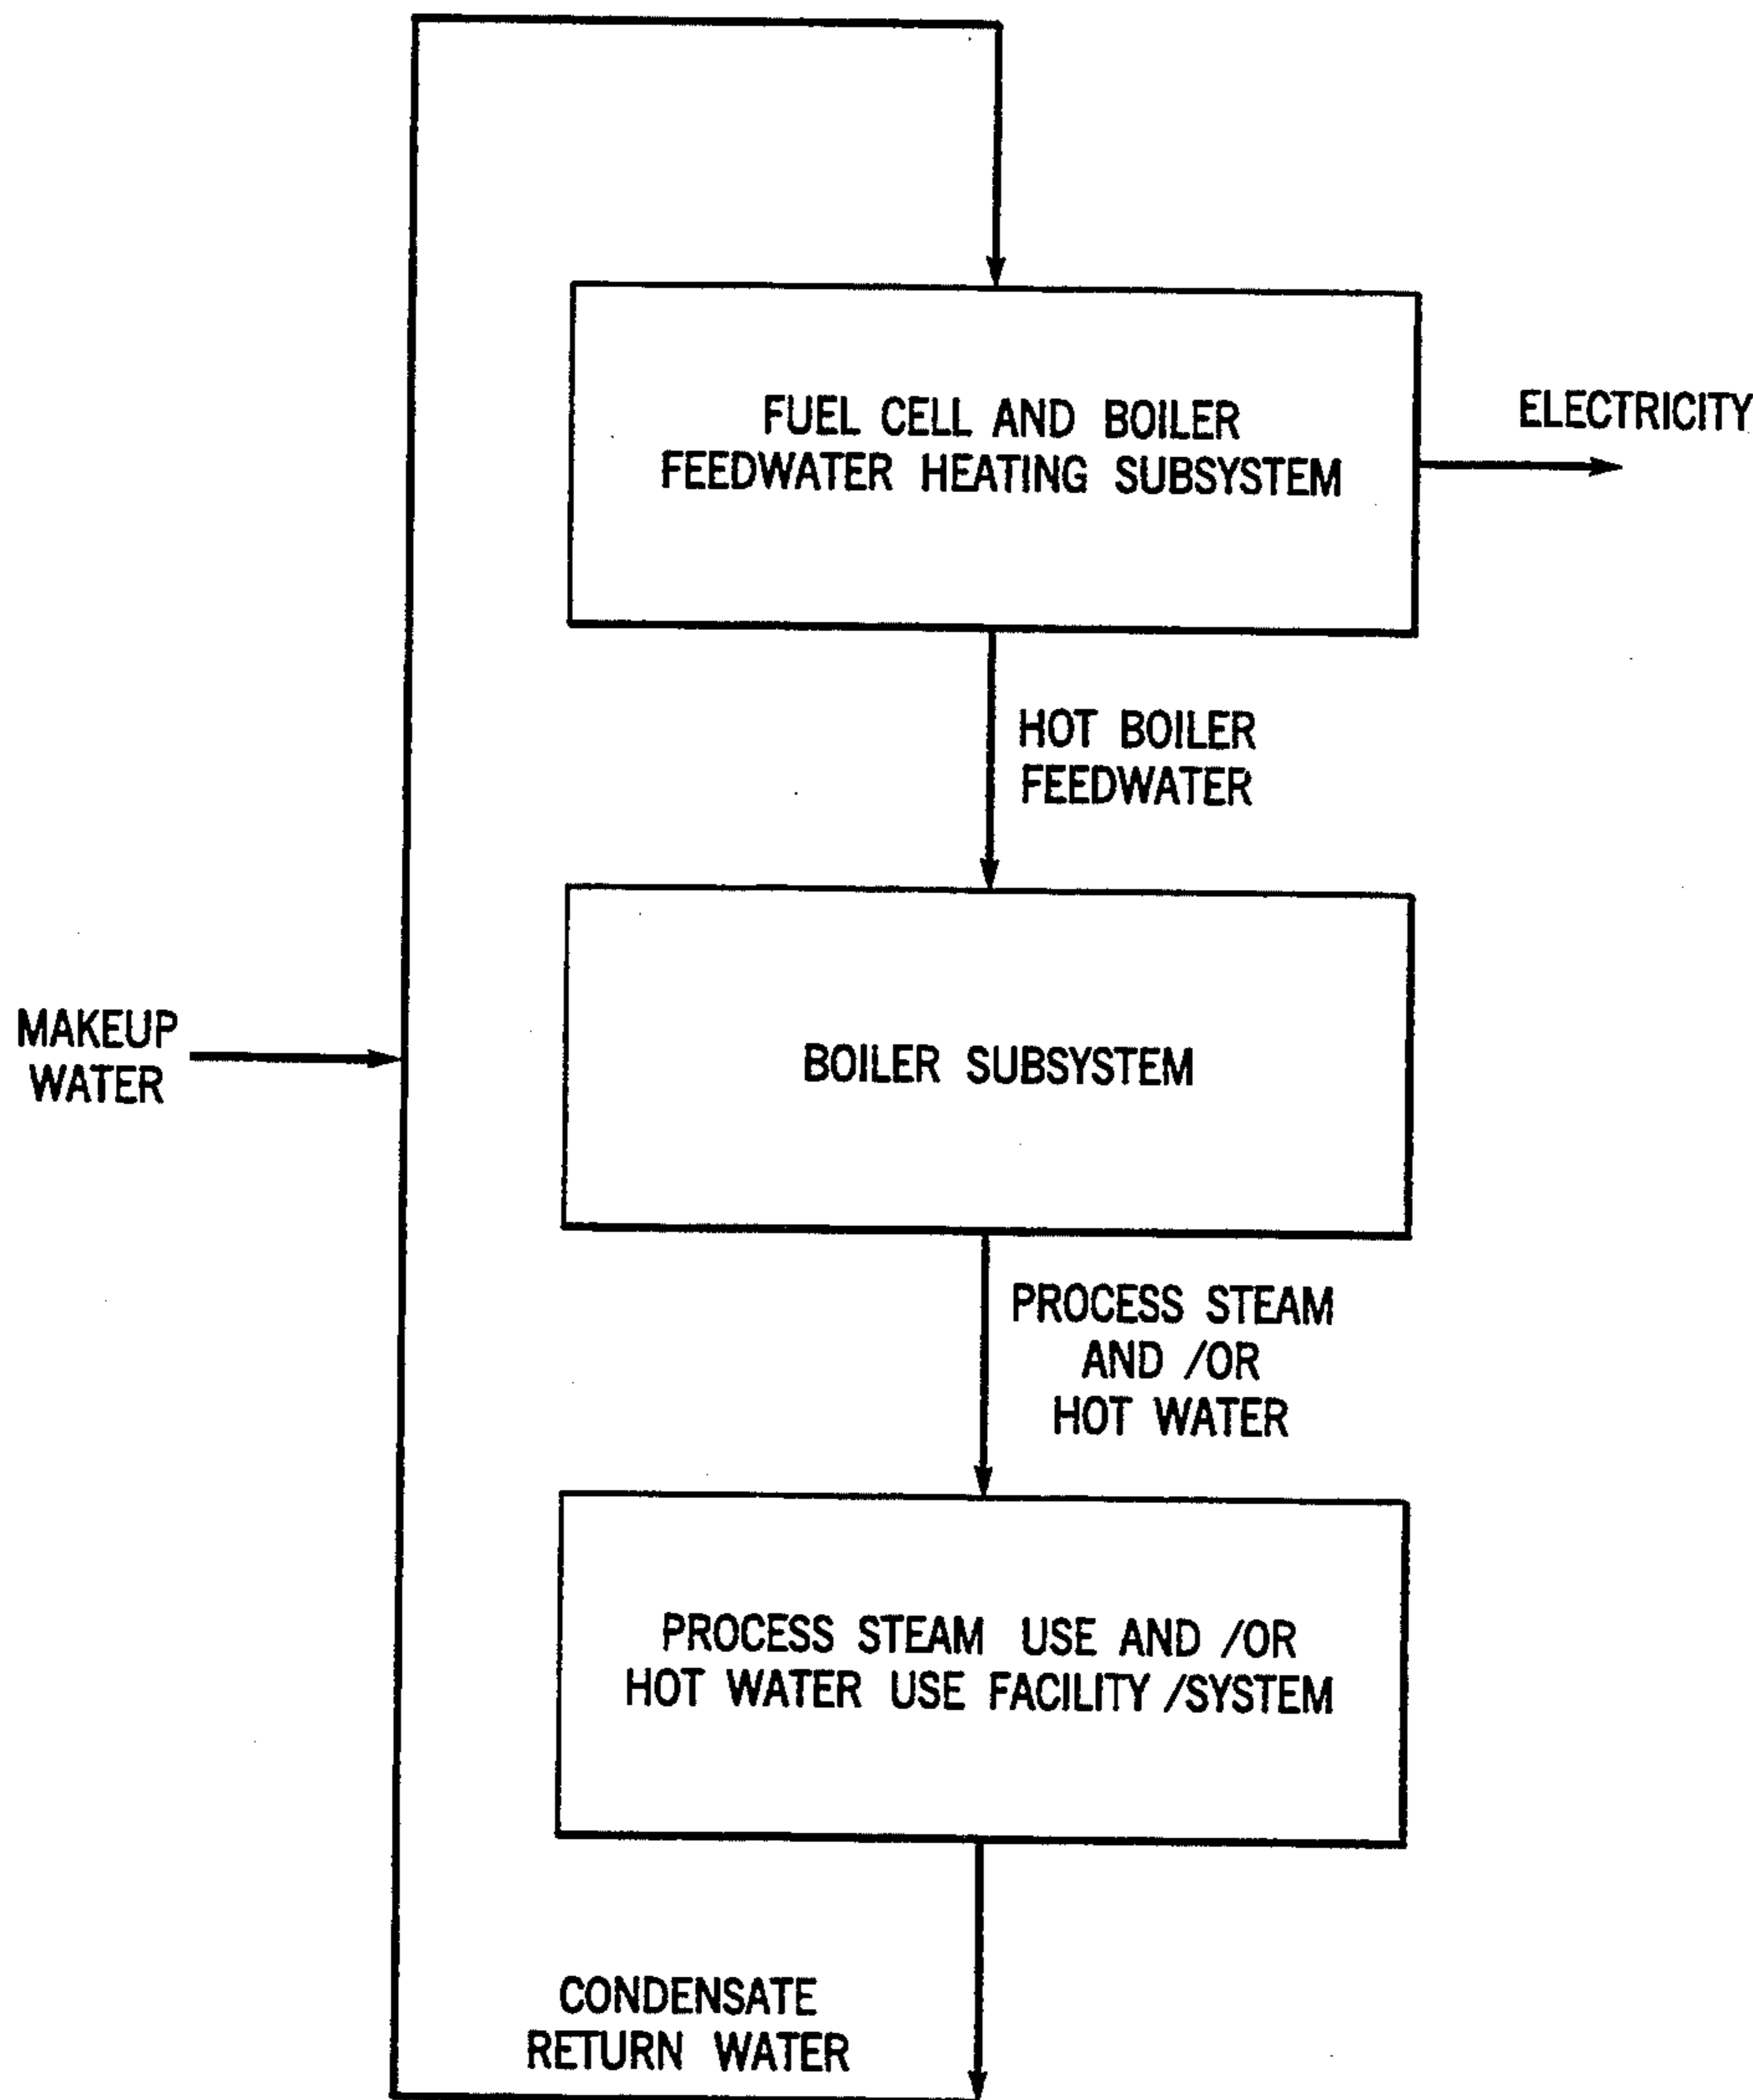 FUEL CELL AND BOILER
FEEDWATER HEATING SUBSYSTEM
ELECTRICITY
HOT BOILER
FEEDWATER
MAKEUP
WATER
BOILER SUBSYSTEM
PROCESS STEAM
AND /OR
HOT WATER
PROCESS STEAM USE AND /OR
HOT WATER USE FACILITY /SYSTEM
CONDENSATE
RETURN WATER